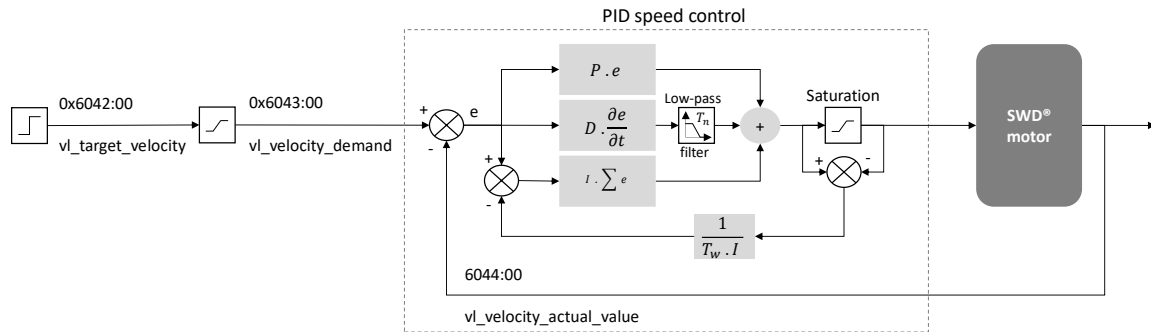 PID speed control
0x6042:00
vl_target_velocity
0x6043:00
vl_velocity_demand
+
-
e
P . e
D . ∂e/∂t
Low-pass
T_n
filter
I . ∑ e
+
-
+
Saturation
+
-
1/(T_w . I)
SWD® 
motor
6044:00
vl_velocity_actual_value